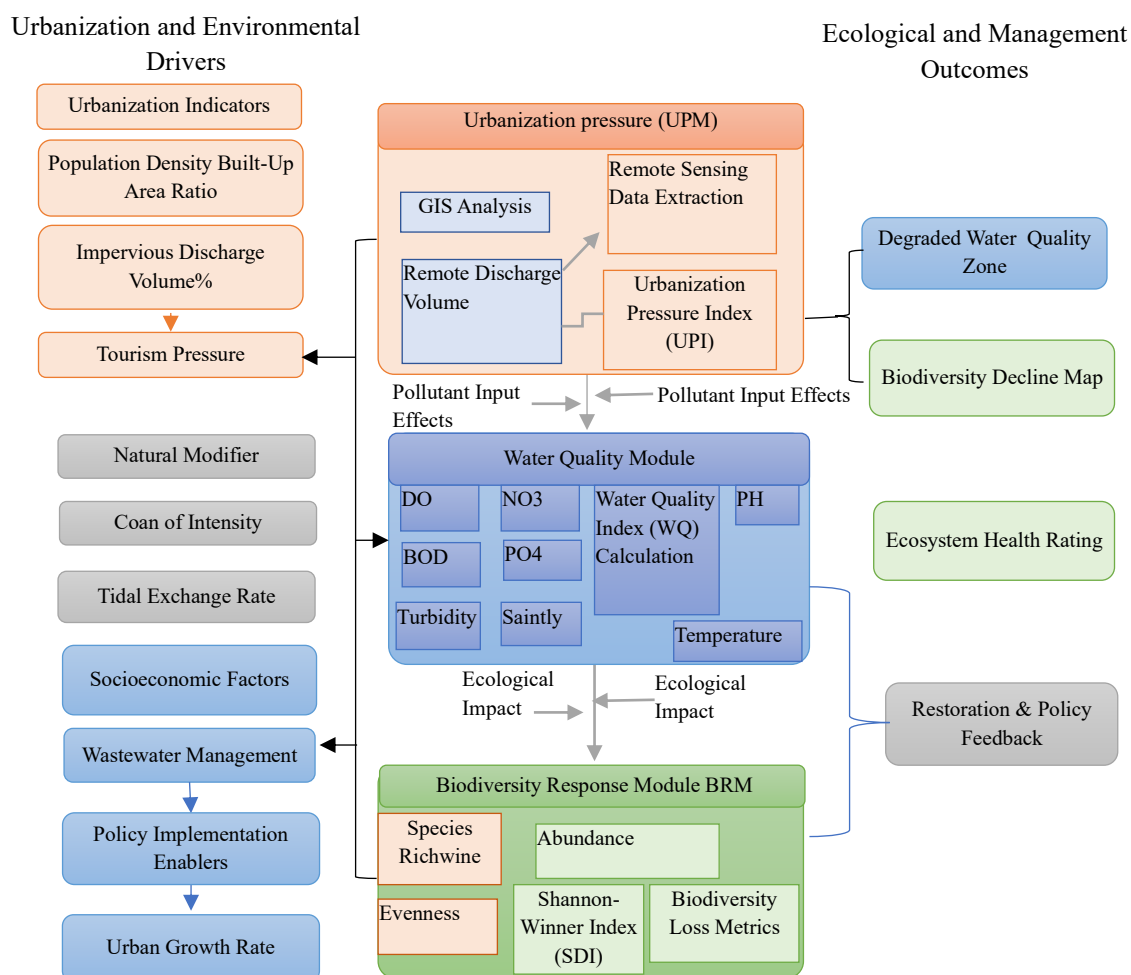 Urbanization and Environmental
Drivers
Urbanization Indicators
Population Density Built-Up
Area Ratio
Impervious Discharge
Volume%
Tourism Pressure
Natural Modifier
Coan of Intensity
Tidal Exchange Rate
Socioeconomic Factors
Wastewater Management
Policy Implementation
Enablers
Urban Growth Rate
Urbanization pressure (UPM)
GIS Analysis
Remote Sensing
Data Extraction
Remote Discharge
Volume
Urbanization
Pressure Index
(UPI)
Pollutant Input
Effects
Pollutant Input Effects
Water Quality Module
DO
NO3
Water Quality
Index (WQ)
Calculation
PH
BOD
PO4
Turbidity
Saintly
Temperature
Ecological
Impact
Ecological
Impact
Biodiversity Response Module BRM
Species
Richwine
Abundance
Evenness
Shannon-
Winner Index
(SDI)
Biodiversity
Loss Metrics
Ecological and Management
Outcomes
Degraded Water Quality
Zone
Biodiversity Decline Map
Ecosystem Health Rating
Restoration & Policy
Feedback